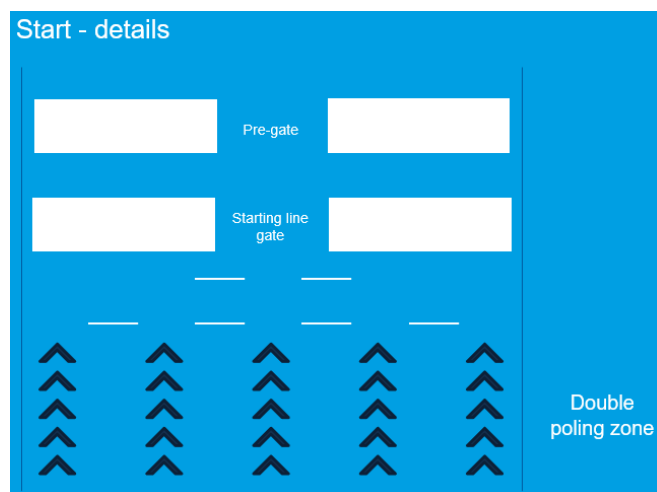 Start - details
Pre-gate
Starting line
gate
Double
poling zone